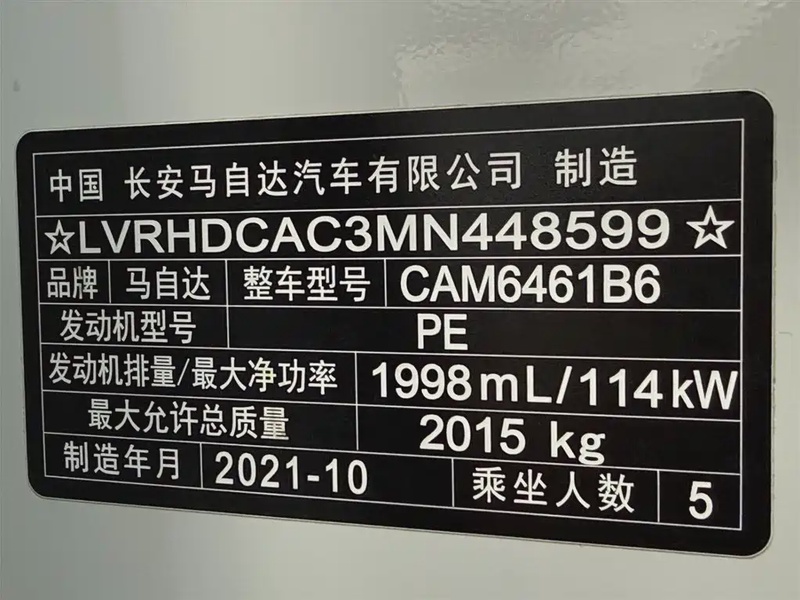 中国 长安马自达汽车有限公司 制造
☆LVRHDCAC3MN448599☆
品牌 马自达 整车型号 CAM6461B6
发动机型号 PE
发动机排量/最大净功率 1998mL/114kW
最大允许总质量 2015 kg
制造年月 2021-10 乘坐人数 5